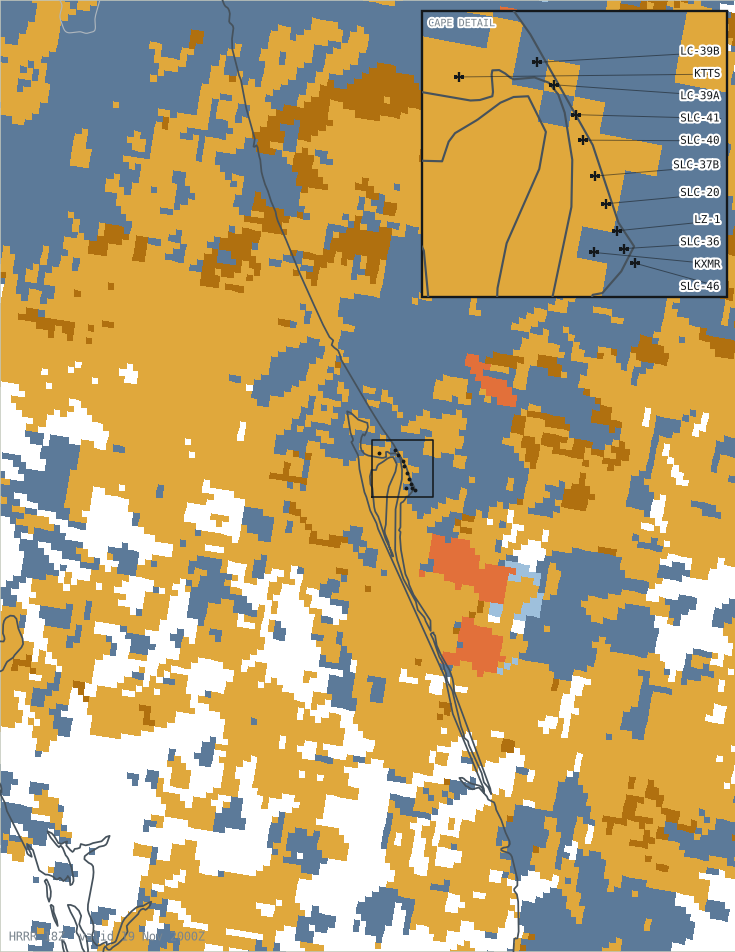 CAPE DETAIL
LC-39B
KTTS
LC-39A
SLC-41
SLC-40
SLC-37B
SLC-20
LZ-1
SLC-36
KXMR
SLC-46